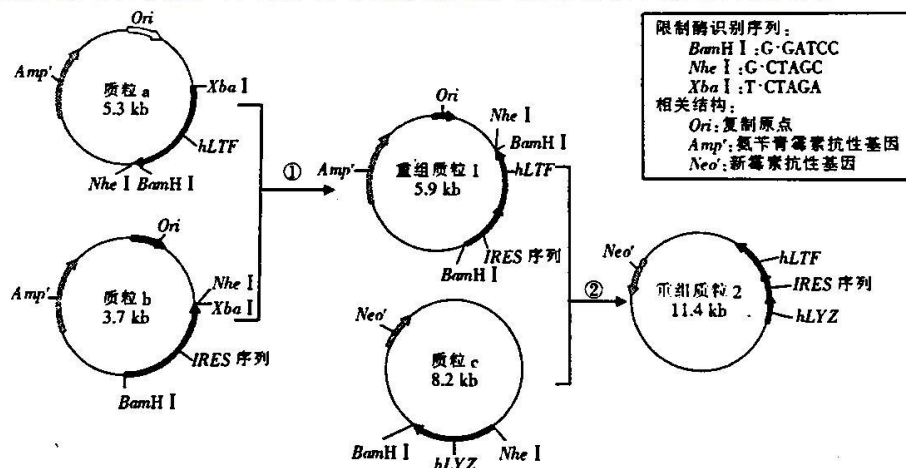 Ori
Amp^r
Xba I
质粒 a
5.3 kb
hLTF
Nhe I
BamH I
①
Ori
Amp^r
Nhe I
Xba I
质粒 b
3.7 kb
IRES 序列
BamH I
Ori
Nhe I
BamH I
Amp^r
重组质粒 1
5.9 kb
hLTF
IRES 序列
BamH I
Neo^r
质粒 c
8.2 kb
BamH I
hLYZ
Nhe I
②
Neo^r
重组质粒 2
11.4 kb
hLTF
IRES 序列
hLYZ
限制酶识别序列：
BamH I：G·GATCC
Nhe I：G·CTAGC
Xba I：T·CTAGA
相关结构：
Ori：复制原点
Amp^r：氨苄青霉素抗性基因
Neo^r：新霉素抗性基因